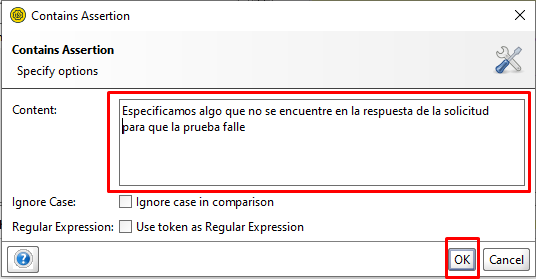 Contains Assertion
Contains Assertion
Specify options
Content:
Especificamos algo que no se encuentre en la respuesta de la solicitud
para que la prueba falle
Ignore Case: Ignore case in comparison
Regular Expression: Use token as Regular Expression
? OK Cancel